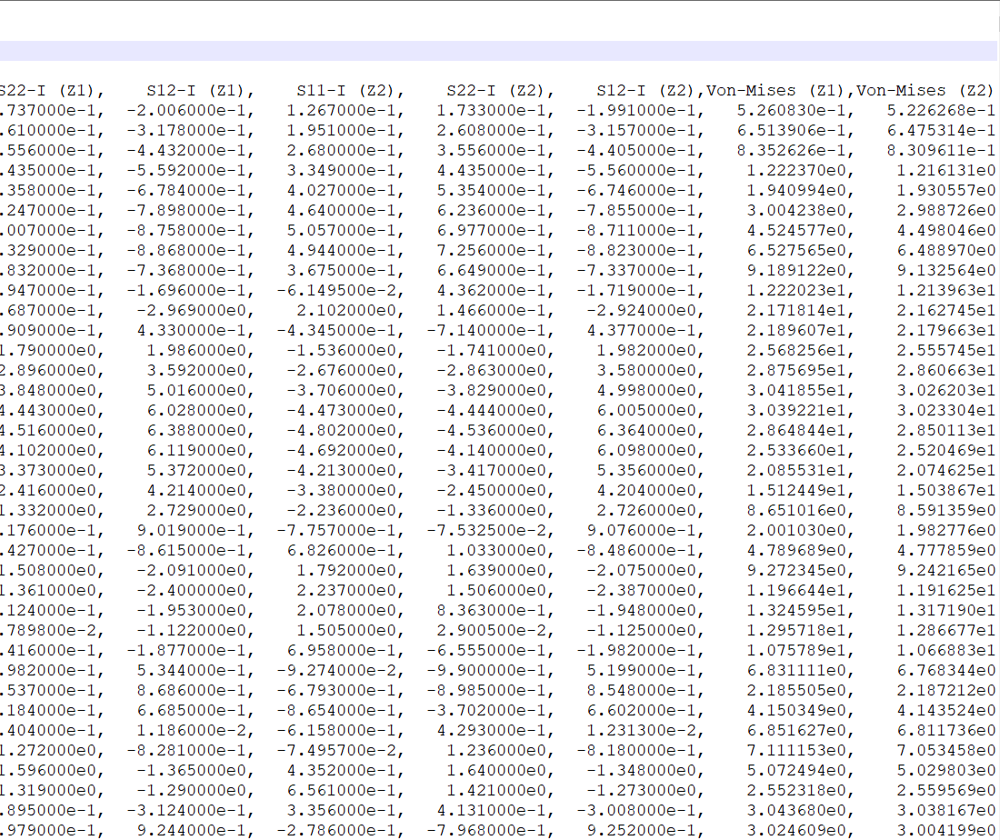 S22-I (Z1),    S12-I (Z1),    S11-I (Z2),    S22-I (Z2),    S12-I (Z2),Von-Mises (Z1),Von-Mises (Z2)
.737000e-1,  -2.006000e-1,   1.267000e-1,   1.733000e-1,  -1.991000e-1,   5.260830e-1,   5.226268e-1
.610000e-1,  -3.178000e-1,   1.951000e-1,   2.608000e-1,  -3.157000e-1,   6.513906e-1,   6.475314e-1
.556000e-1,  -4.432000e-1,   2.680000e-1,   3.556000e-1,  -4.405000e-1,   8.352626e-1,   8.309611e-1
.435000e-1,  -5.592000e-1,   3.349000e-1,   4.435000e-1,  -5.560000e-1,    1.222370e0,    1.216131e0
.358000e-1,  -6.784000e-1,   4.027000e-1,   5.354000e-1,  -6.746000e-1,    1.940994e0,    1.930557e0
.247000e-1,  -7.898000e-1,   4.640000e-1,   6.236000e-1,  -7.855000e-1,    3.004238e0,    2.988726e0
.007000e-1,  -8.758000e-1,   5.057000e-1,   6.977000e-1,  -8.711000e-1,    4.524577e0,    4.498046e0
.329000e-1,  -8.868000e-1,   4.944000e-1,   7.256000e-1,  -8.823000e-1,    6.527565e0,    6.488970e0
.832000e-1,  -7.368000e-1,   3.675000e-1,   6.649000e-1,  -7.337000e-1,    9.189122e0,    9.132564e0
.947000e-1,  -1.696000e-1,  -6.149500e-2,   4.362000e-1,  -1.719000e-1,    1.222023e1,    1.213963e1
.687000e-1,   -2.969000e0,    2.102000e0,   1.466000e-1,   -2.924000e0,    2.171814e1,    2.162745e1
.909000e-1,   4.330000e-1,  -4.345000e-1,  -7.140000e-1,   4.377000e-1,    2.189607e1,    2.179663e1
1.790000e0,    1.986000e0,   -1.536000e0,   -1.741000e0,    1.982000e0,    2.568256e1,    2.555745e1
2.896000e0,    3.592000e0,   -2.676000e0,   -2.863000e0,    3.580000e0,    2.875695e1,    2.860663e1
3.848000e0,    5.016000e0,   -3.706000e0,   -3.829000e0,    4.998000e0,    3.041855e1,    3.026203e1
4.443000e0,    6.028000e0,   -4.473000e0,   -4.444000e0,    6.005000e0,    3.039221e1,    3.023304e1
4.516000e0,    6.388000e0,   -4.802000e0,   -4.536000e0,    6.364000e0,    2.864844e1,    2.850113e1
4.102000e0,    6.119000e0,   -4.692000e0,   -4.140000e0,    6.098000e0,    2.533660e1,    2.520469e1
3.373000e0,    5.372000e0,   -4.213000e0,   -3.417000e0,    5.356000e0,    2.085531e1,    2.074625e1
2.416000e0,    4.214000e0,   -3.380000e0,   -2.450000e0,    4.204000e0,    1.512449e1,    1.503867e1
1.332000e0,    2.729000e0,   -2.236000e0,   -1.336000e0,    2.726000e0,    8.651016e0,    8.591359e0
.176000e-1,   9.019000e-1,  -7.757000e-1,  -7.532500e-2,   9.076000e-1,    2.001030e0,    1.982776e0
.427000e-1,  -8.615000e-1,   6.826000e-1,    1.033000e0,  -8.486000e-1,    4.789689e0,    4.777859e0
1.508000e0,   -2.091000e0,    1.792000e0,    1.639000e0,   -2.075000e0,    9.272345e0,    9.242165e0
1.361000e0,   -2.400000e0,    2.237000e0,    1.506000e0,   -2.387000e0,    1.196644e1,    1.191625e1
.124000e-1,   -1.953000e0,    2.078000e0,   8.363000e-1,   -1.948000e0,    1.324595e1,    1.317190e1
.789800e-2,   -1.122000e0,    1.505000e0,   2.900500e-2,   -1.125000e0,    1.295718e1,    1.286677e1
.416000e-1,  -1.877000e-1,   6.958000e-1,  -6.555000e-1,  -1.982000e-1,    1.075789e1,    1.066883e1
.982000e-1,   5.344000e-1,  -9.274000e-2,  -9.900000e-1,   5.199000e-1,    6.831111e0,    6.768344e0
.537000e-1,   8.686000e-1,  -6.793000e-1,  -8.985000e-1,   8.548000e-1,    2.185505e0,    2.187212e0
.184000e-1,   6.685000e-1,  -8.654000e-1,  -3.702000e-1,   6.602000e-1,    4.150349e0,    4.143524e0
.404000e-1,   1.186000e-2,  -6.158000e-1,   4.293000e-1,   1.231300e-2,    6.851627e0,    6.811736e0
1.272000e0,  -8.281000e-1,  -7.495700e-2,    1.236000e0,  -8.180000e-1,    7.111153e0,    7.053458e0
1.596000e0,   -1.365000e0,   4.352000e-1,    1.640000e0,   -1.348000e0,    5.072494e0,    5.029803e0
1.319000e0,   -1.290000e0,   6.561000e-1,    1.421000e0,   -1.273000e0,    2.552318e0,    2.559569e0
.895000e-1,  -3.124000e-1,   3.356000e-1,   4.131000e-1,  -3.008000e-1,    3.043680e0,    3.038167e0
.979000e-1,   9.244000e-1,  -2.786000e-1,  -7.968000e-1,   9.252000e-1,    3.024609e0,    3.004199e0